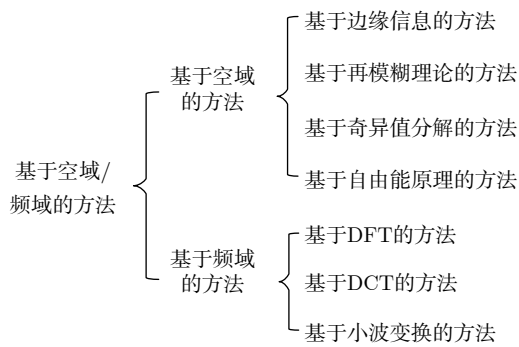 基于空域/
频域的方法
基于空域
的方法
基于边缘信息的方法
基于再模糊理论的方法
基于奇异值分解的方法
基于自由能原理的方法
基于频域
的方法
基于DFT的方法
基于DCT的方法
基于小波变换的方法